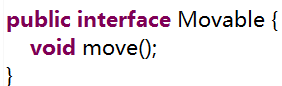 public interface Movable {
    void move();
}